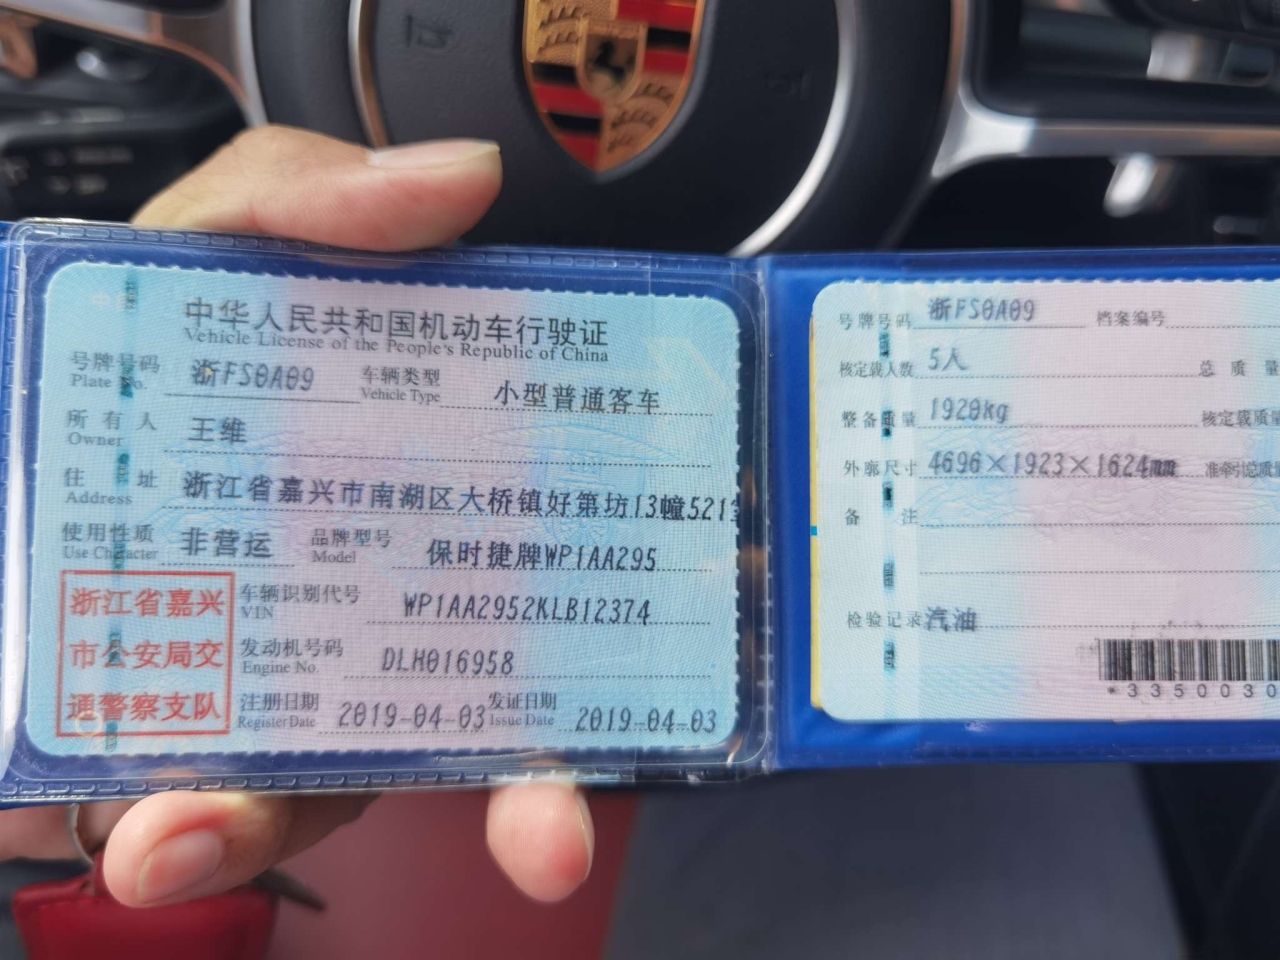 中华人民共和国机动车行驶证
Vehicle License of the People's Republic of China
号牌号码 浙FS0A09 车辆类型 小型普通客车
Plate No. Vehicle Type
所有人 王维
Owner
住址 浙江省嘉兴市南湖区大桥镇好第坊13幢521
Address
使用性质 非营运 品牌型号 保时捷牌WP1AA295
Use Character Model
车辆识别代号 WP1AA2952KLB12374
VIN
发动机号码 DLH016958
Engine No.
注册日期 2019-04-03 发证日期 2019-04-03
Register Date Issue Date
浙江省嘉兴
市公安局交
通警察支队
号牌号码 浙FS0A09 档案编号
核定载人数 5人 总质量
整备质量 1920kg 核定载质量
外廓尺寸 4696×1923×1624mm 准牵引总质量
备注
检验记录 汽油
*3350030